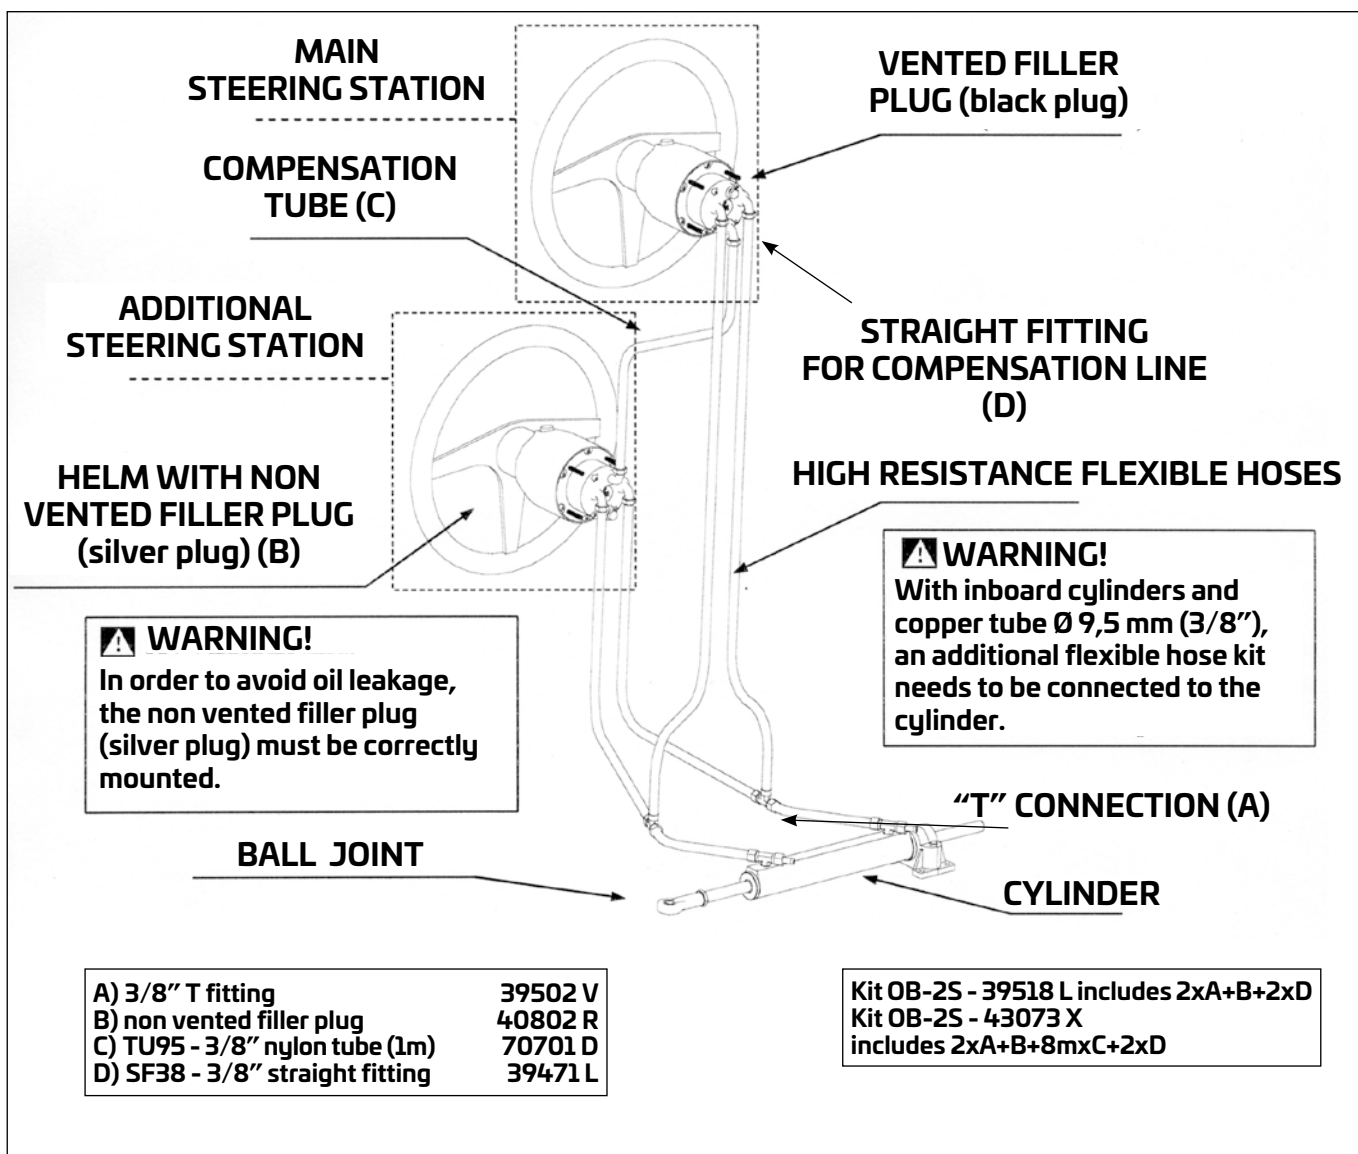 MAIN
STEERING STATION
VENTED FILLER
PLUG (black plug)
COMPENSATION
TUBE (C)
ADDITIONAL
STEERING STATION
STRAIGHT FITTING
FOR COMPENSATION LINE
(D)
HELM WITH NON
VENTED FILLER PLUG
(silver plug) (B)
HIGH RESISTANCE FLEXIBLE HOSES
WARNING!
With inboard cylinders and
copper tube Ø 9,5 mm (3/8”),
an additional flexible hose kit
needs to be connected to the
cylinder.
WARNING!
In order to avoid oil leakage,
the non vented filler plug
(silver plug) must be correctly
mounted.
“T” CONNECTION (A)
BALL JOINT
CYLINDER
A) 3/8” T fitting 39502 V
B) non vented filler plug 40802 R
C) TU95 - 3/8” nylon tube (1m) 70701 D
D) SF38 - 3/8” straight fitting 39471 L
Kit OB-2S - 39518 L includes 2xA+B+2xD
Kit OB-2S - 43073 X
includes 2xA+B+8mxC+2xD